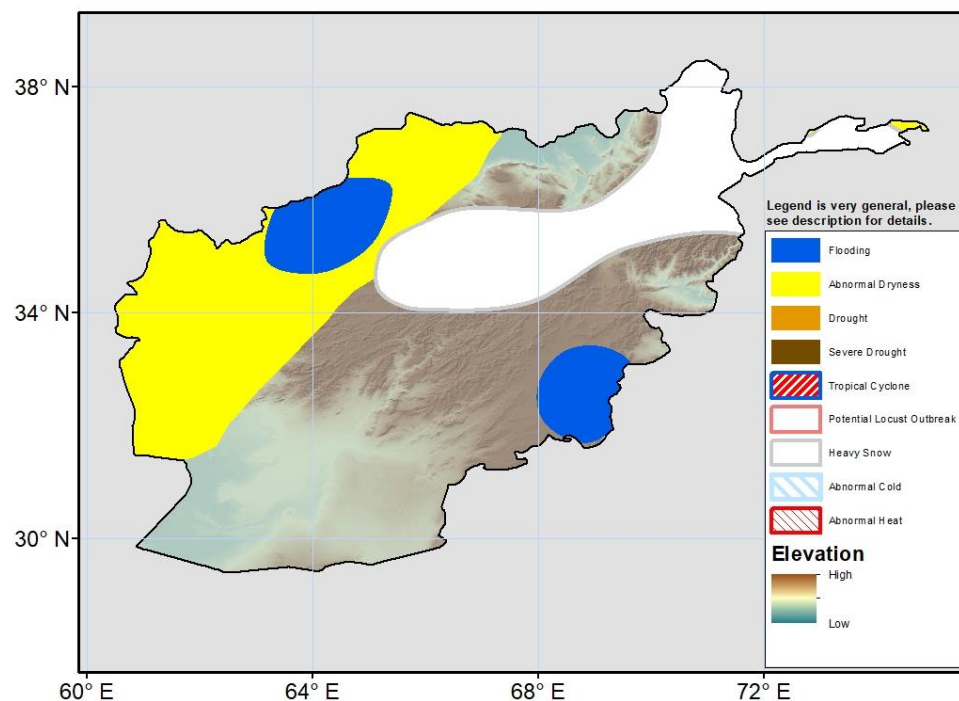 38° N
34° N
30° N
60° E
64° E
68° E
72° E
Legend is very general, please
see description for details.
Flooding
Abnormal Dryness
Drought
Severe Drought
Tropical Cyclone
Potential Locust Outbreak
Heavy Snow
Abnormal Cold
Abnormal Heat
Elevation
High
Low